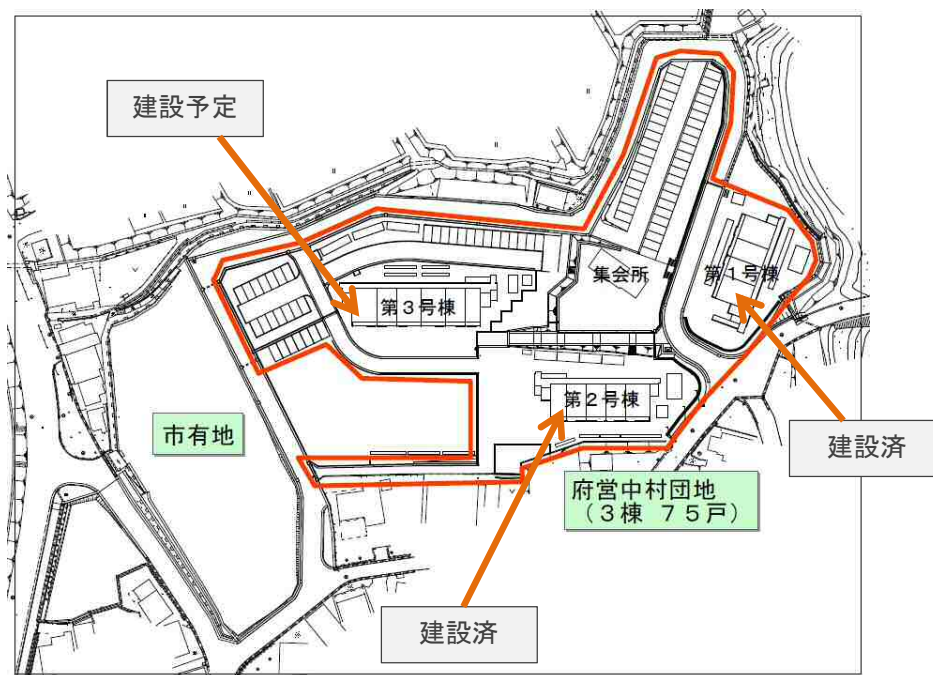 建設予定
集会所
第1号棟
第3号棟
第2号棟
市有地
建設済
府営中村団地
(3棟 75戸)
建設済